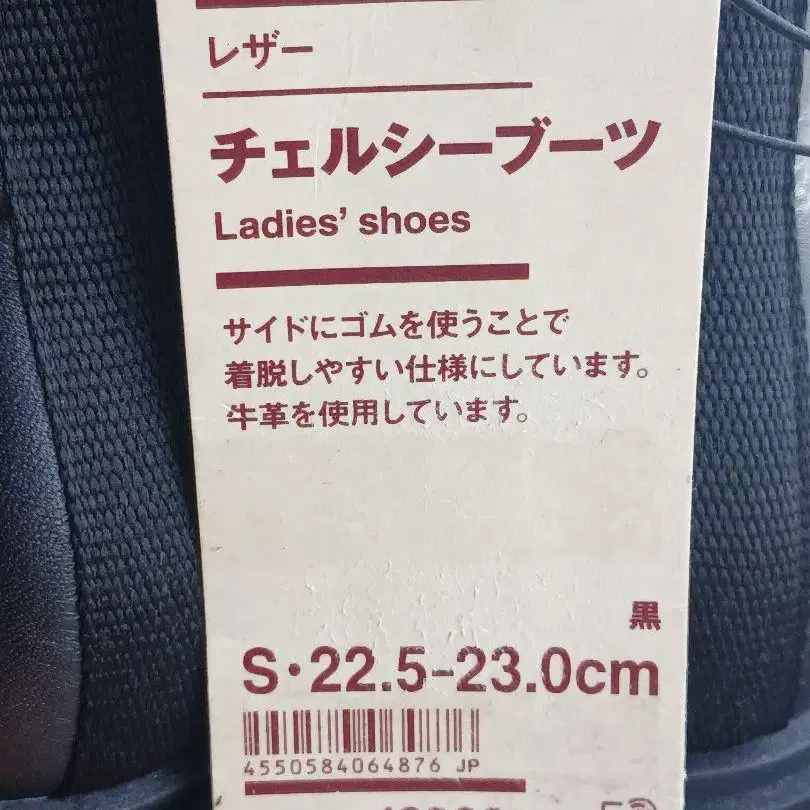 レザー
チェルシーブーツ
Ladies' shoes
サイドにゴムを使うことで
着脱しやすい仕様にしています。
牛革を使用しています。
黒
S・22.5-23.0cm
4550584064876 JP